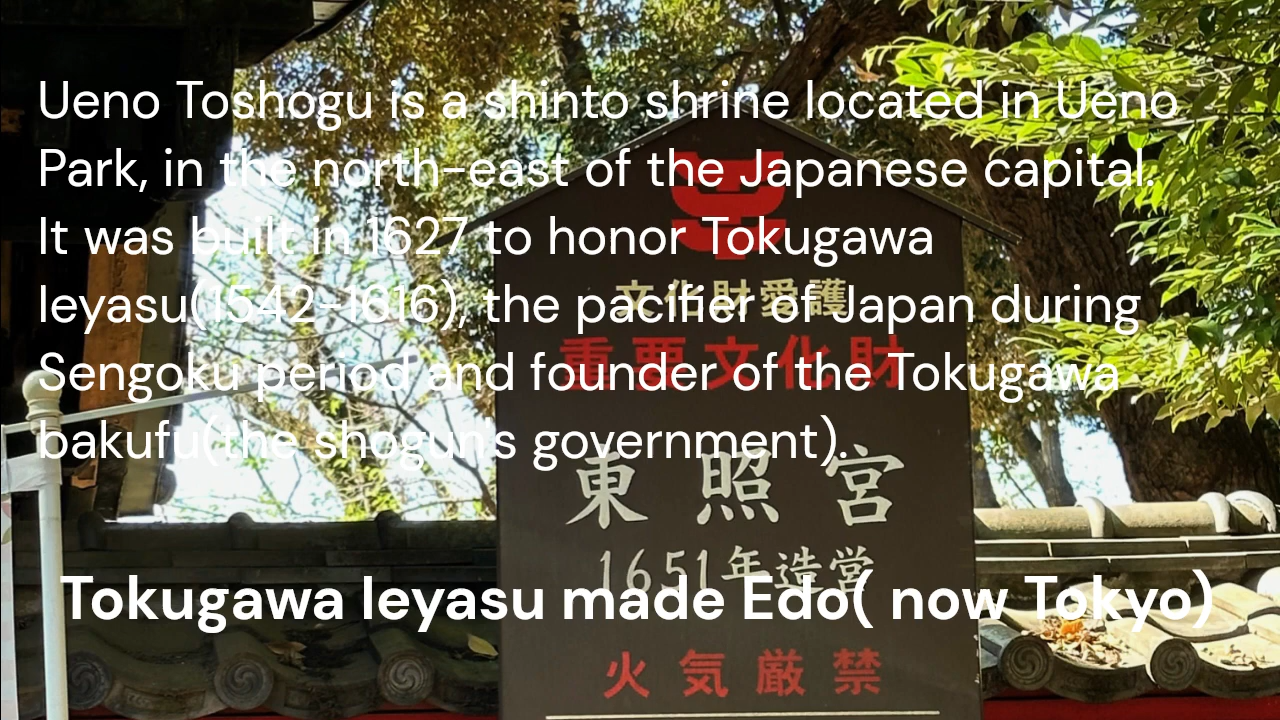 Ueno Toshogu is a shinto shrine located in Ueno
Park, in the north-east of the Japanese capital.
It was built in 1627 to honor Tokugawa
Ieyasu(1542-1616), the pacifier of Japan during
Sengoku period and founder of the Tokugawa
bakufu(the shogun's government).
文化財愛護
重要文化財
東照宮
1651年造営
Tokugawa Ieyasu made Edo( now Tokyo)
火気厳禁